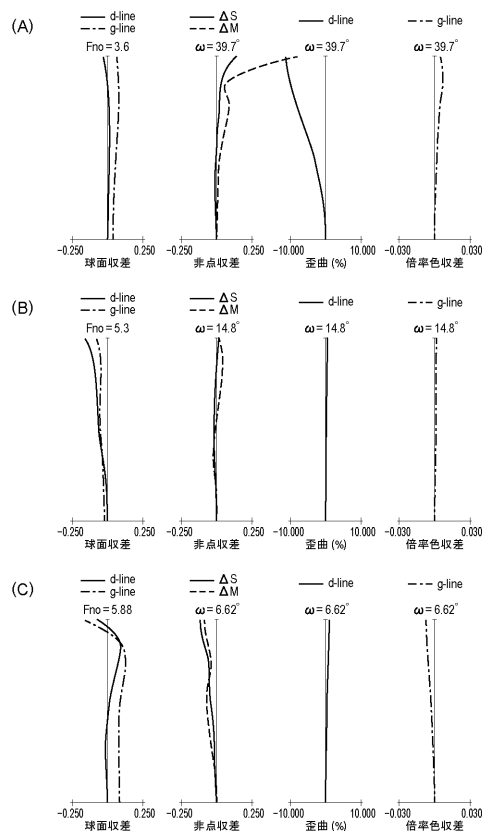 (A)
d-line
g-line
Fno=3.6
ΔS
ΔM
ω=39.7°
d-line
ω=39.7°
g-line
ω=39.7°
-0.250 0.250
球面収差
-0.250 0.250
非点収差
-10.000 10.000
歪曲(%)
-0.030 0.030
倍率色収差
(B)
d-line
g-line
Fno=5.3
ΔS
ΔM
ω=14.8°
d-line
ω=14.8°
g-line
ω=14.8°
-0.250 0.250
球面収差
-0.250 0.250
非点収差
-10.000 10.000
歪曲(%)
-0.030 0.030
倍率色収差
(C)
d-line
g-line
Fno=5.88
ΔS
ΔM
ω=6.62°
d-line
ω=6.62°
g-line
ω=6.62°
-0.250 0.250
球面収差
-0.250 0.250
非点収差
-10.000 10.000
歪曲(%)
-0.030 0.030
倍率色収差